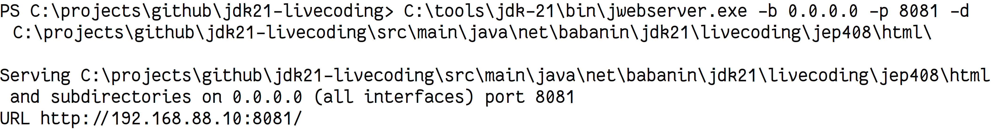 PS C:\projects\github\jdk21-livecoding> C:\tools\jdk-21\bin\jwebserver.exe -b 0.0.0.0 -p 8081 -d
C:\projects\github\jdk21-livecoding\src\main\java\net\babanin\jdk21\livecoding\jep408\html\
Serving C:\projects\github\jdk21-livecoding\src\main\java\net\babanin\jdk21\livecoding\jep408\html
and subdirectories on 0.0.0.0 (all interfaces) port 8081
URL http://192.168.88.10:8081/